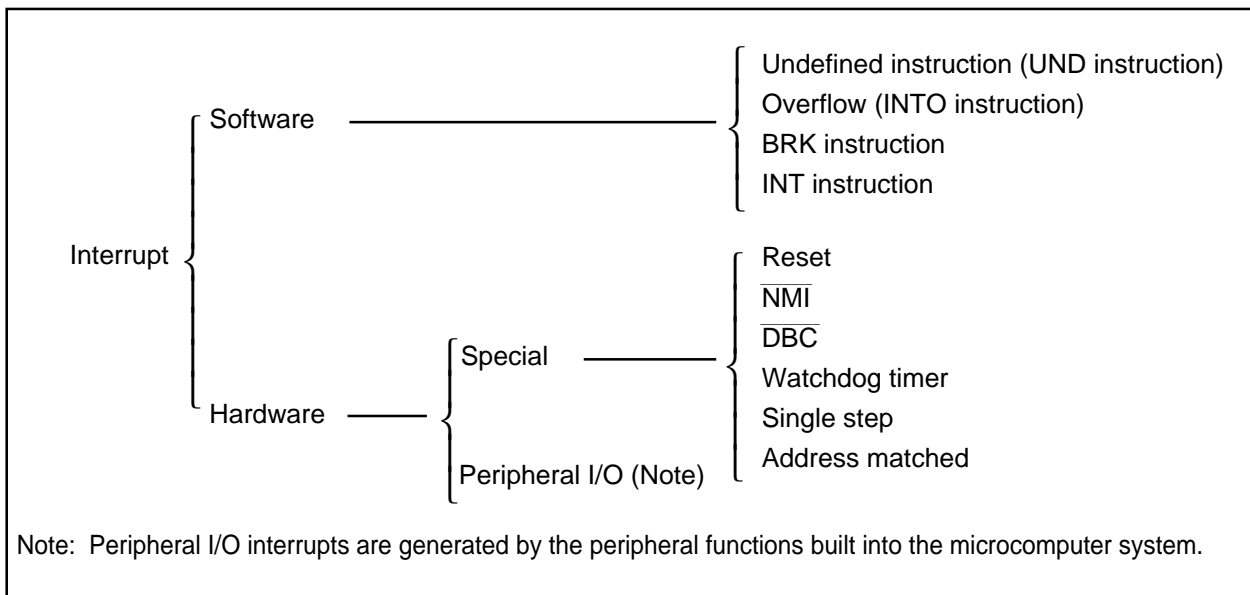 Undefined instruction (UND instruction)
Software
Overflow (INTO instruction)
BRK instruction
INT instruction
Interrupt
Reset
N̅M̅I̅
D̅B̅C̅
Special
Watchdog timer
Hardware
Single step
Peripheral I/O (Note)
Address matched
Note: Peripheral I/O interrupts are generated by the peripheral functions built into the microcomputer system.